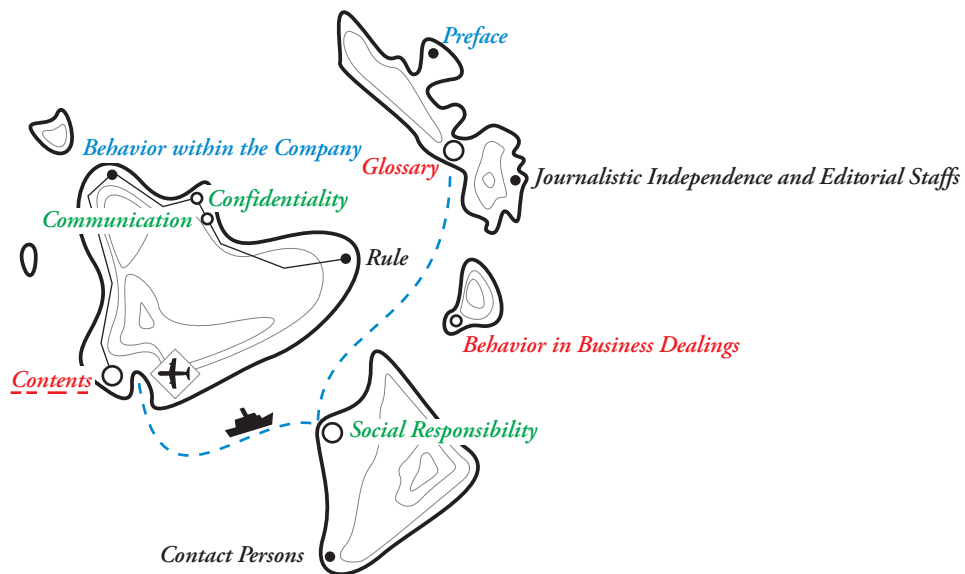 Preface
Behavior within the Company
Glossary
Journalistic Independence and Editorial Staffs
Confidentiality
Communication
Rule
Behavior in Business Dealings
Contents
Social Responsibility
Contact Persons